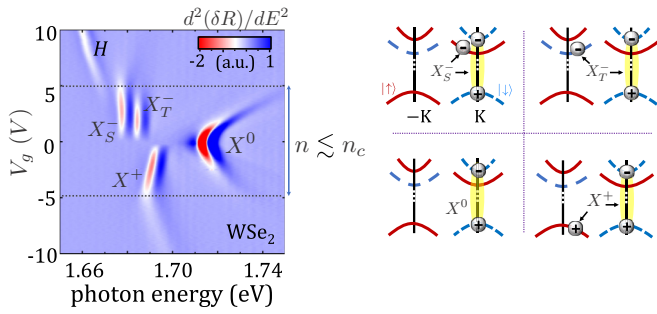 d²(δR)/dE²
-2 (a.u.) 1
H
X_S^-
X_T^-
X^0
X^+
WSe₂
10
5
0
-5
-10
V_g (V)
1.66 1.70 1.74
photon energy (eV)
n ≲ n_c
X_S^-
|↑⟩
|↓⟩
−K K
- - +
X_T^-
- - +
X^0
- +
X^+
- + +